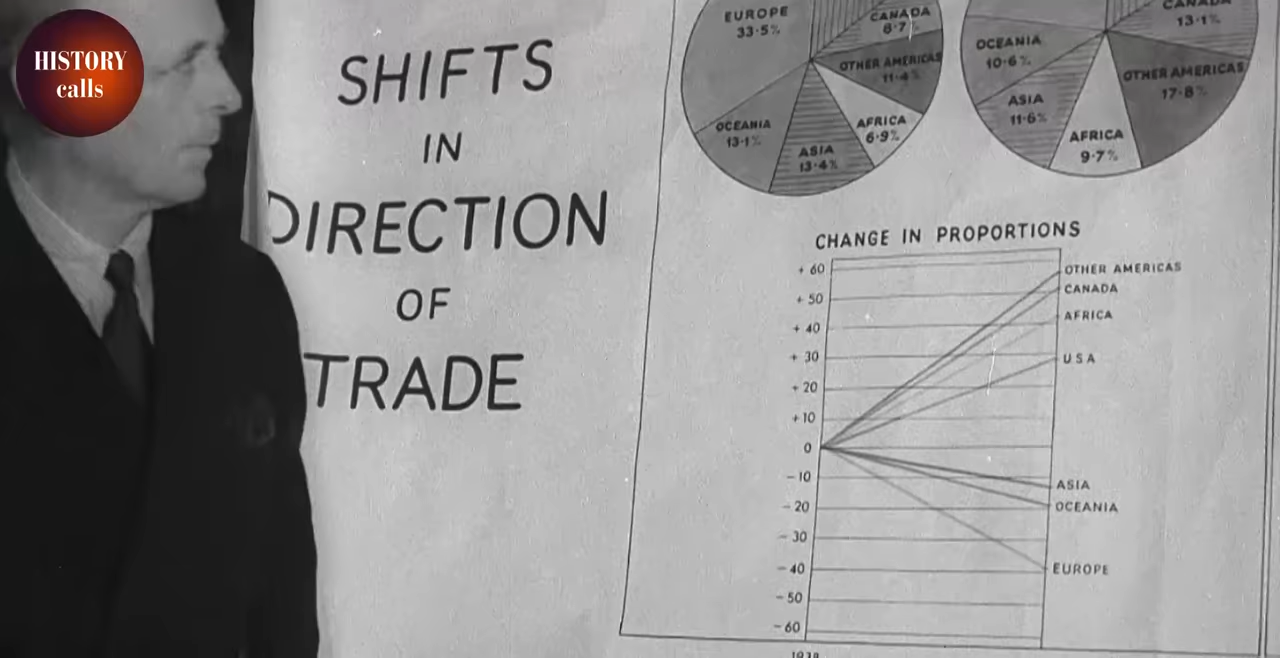 HISTORY
calls
SHIFTS
IN
DIRECTION
OF
TRADE
EUROPE
33·5%
CANADA
8·7%
OTHER AMERICAS
11·4%
AFRICA
6·9%
ASIA
13·4%
OCEANIA
13·1%
CANADA
13·1%
OTHER AMERICAS
17·8%
AFRICA
9·7%
ASIA
11·6%
OCEANIA
10·6%
CHANGE IN PROPORTIONS
+ 60
+ 50
+ 40
+ 30
+ 20
+ 10
0
- 10
- 20
- 30
- 40
- 50
- 60
OTHER AMERICAS
CANADA
AFRICA
USA
ASIA
OCEANIA
EUROPE